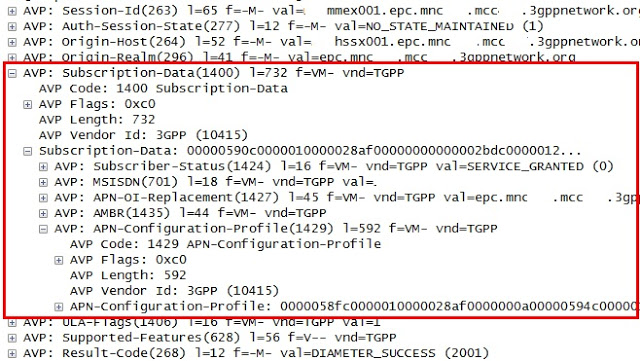 AVP: Session-Id(263) l=65 f=-M- val= mmex001.epc.mnc .mcc .3gppnetwork.
AVP: Auth-Session-State(277) l=12 f=-M- val=NO_STATE_MAINTAINED (1)
AVP: Origin-Host(264) l=52 f=-M- val= hssx001.epc.mnc .mcc .3gppnetwork.o
AVP: Origin-Realm(296) l=41 f=-M- val=epc.mnc .mcc .3gppnetwork.org
AVP: Subscription-Data(1400) l=732 f=VM- vnd=TGPP
AVP Code: 1400 Subscription-Data
AVP Flags: 0xc0
AVP Length: 732
AVP Vendor Id: 3GPP (10415)
Subscription-Data: 00000590c0000010000028af00000000000002bdc0000012...
AVP: Subscriber-Status(1424) l=16 f=VM- vnd=TGPP val=SERVICE_GRANTED (0)
AVP: MSISDN(701) l=18 f=VM- vnd=TGPP val=.
AVP: APN-OI-Replacement(1427) l=45 f=VM- vnd=TGPP val=epc.mnc .mcc .3g
AVP: AMBR(1435) l=44 f=VM- vnd=TGPP
AVP: APN-Configuration-Profile(1429) l=592 f=VM- vnd=TGPP
AVP Code: 1429 APN-Configuration-Profile
AVP Flags: 0xc0
AVP Length: 592
AVP Vendor Id: 3GPP (10415)
APN-Configuration-Profile: 0000058fc0000010000028af0000000a00000594c0000
AVP: ULA-Flags(1406) l=16 f=VM- vnd=TGPP val=1
AVP: Supported-Features(628) l=56 f=V-- vnd=TGPP
AVP: Result-Code(268) l=12 f=-M- val=DIAMETER_SUCCESS (2001)